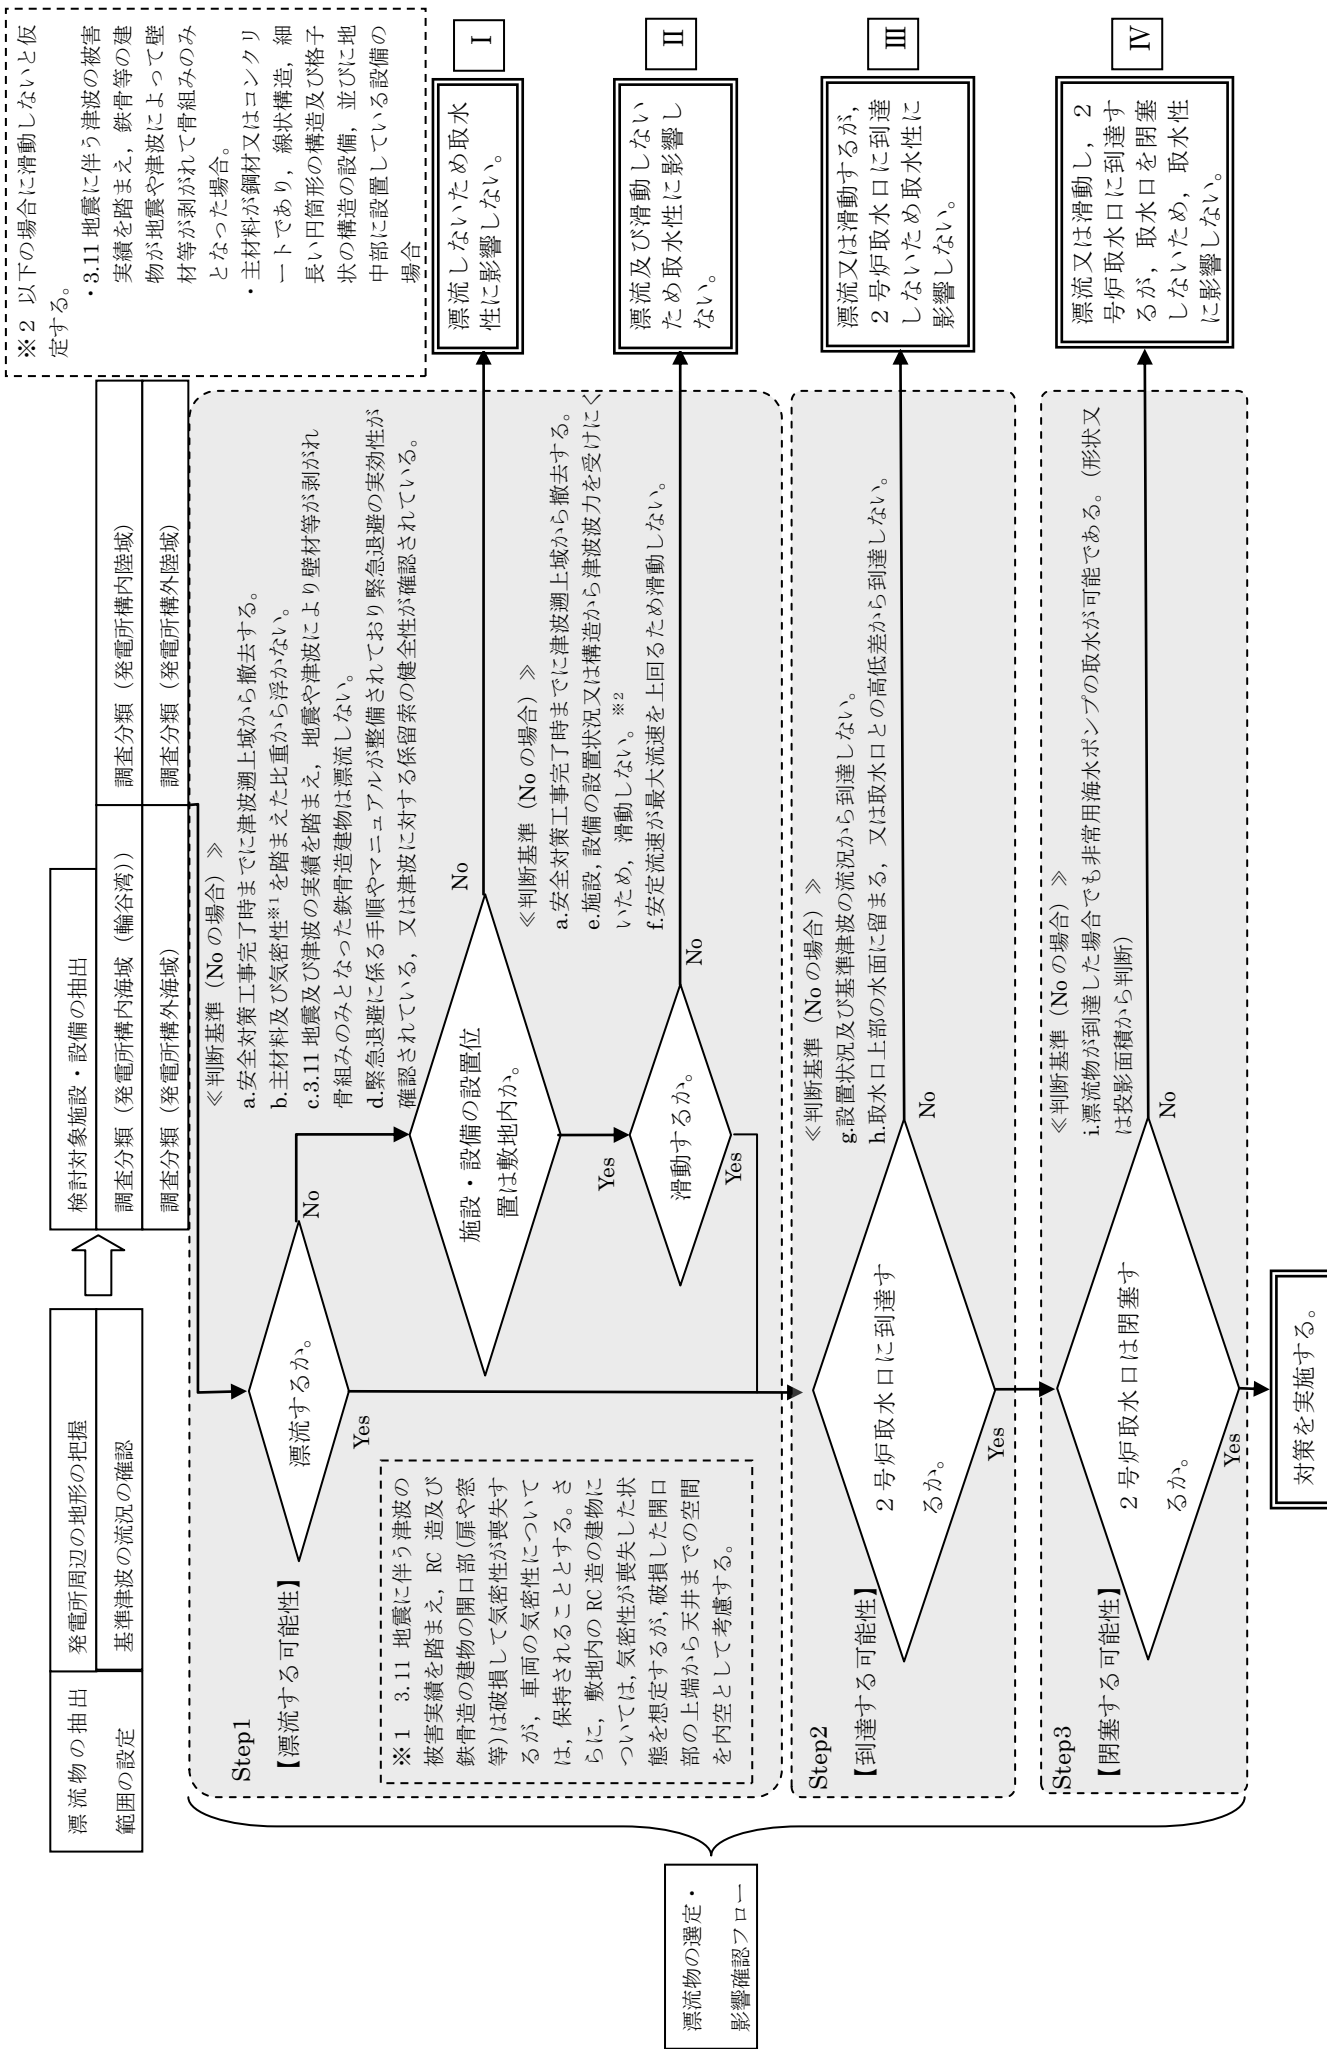 漂流物の抽出
範囲の設定
発電所周辺の地形の把握
基準津波の流況の確認
検討対象施設・設備の抽出
調査分類（発電所構内海域（輪谷湾））
調査分類（発電所構内陸域）
調査分類（発電所構外海域）
調査分類（発電所構外陸域）
※2 以下の場合に滑動しないと仮
定する。
・3.11 地震に伴う津波の被害
実績を踏まえ，鉄骨等の建
物が地震や津波によって壁
材等が剥がれて骨組みのみ
となった場合。
・主材料が鋼材又はコンクリ
ートであり，線状構造，細
長い円筒形の構造及び格子
状の構造の設備，並びに地
中部に設置している設備の
場合
漂流物の選定・
影響確認フロー
Step1
【漂流する可能性】
漂流するか。
No
Yes
≪判断基準（No の場合）≫
a.安全対策工事完了時までに津波遡上域から撤去する。
b.主材料及び気密性※1 を踏まえた比重から浮かない。
c.3.11 地震及び津波の実績を踏まえ，地震や津波により壁材等が剥がれ
骨組みのみとなった鉄骨造建物は漂流しない。
d.緊急退避に係る手順やマニュアルが整備されており緊急退避の実効性が
確認されている，又は津波に対する係留索の健全性が確認されている。
※1 3.11 地震に伴う津波の
被害実績を踏まえ，RC 造及び
鉄骨造の建物の開口部(扉や窓
等)は破損して気密性が喪失す
るが，車両の気密性について
は，保持されることとする。さ
らに，敷地内の RC 造の建物に
ついては，気密性が喪失した状
態を想定するが，破損した開口
部の上端から天井までの空間
を内空として考慮する。
施設・設備の設置位
置は敷地内か。
No
Yes
漂流しないため取水
性に影響しない。
Ⅰ
≪判断基準（No の場合）≫
a.安全対策工事完了時までに津波遡上域から撤去する。
e.施設，設備の設置状況又は構造から津波波力を受けにく
いため，滑動しない。※2
f.安定流速が最大流速を上回るため滑動しない。
滑動するか。
No
Yes
漂流及び滑動しない
ため取水性に影響し
ない。
Ⅱ
Step2
【到達する可能性】
2 号炉取水口に到達す
るか。
No
Yes
≪判断基準（No の場合）≫
g.設置状況及び基準津波の流況から到達しない。
h.取水口上部の水面に留まる，又は取水口との高低差から到達しない。
漂流又は滑動するが，
2 号炉取水口に到達
しないため取水性に
影響しない。
Ⅲ
Step3
【閉塞する可能性】
2 号炉取水口は閉塞す
るか。
No
Yes
≪判断基準（No の場合）≫
i.漂流物が到達した場合でも非常用海水ポンプの取水が可能である。（形状又
は投影面積から判断）
漂流又は滑動し，2
号炉取水口に到達す
るが，取水口を閉塞
しないため，取水性
に影響しない。
Ⅳ
対策を実施する。